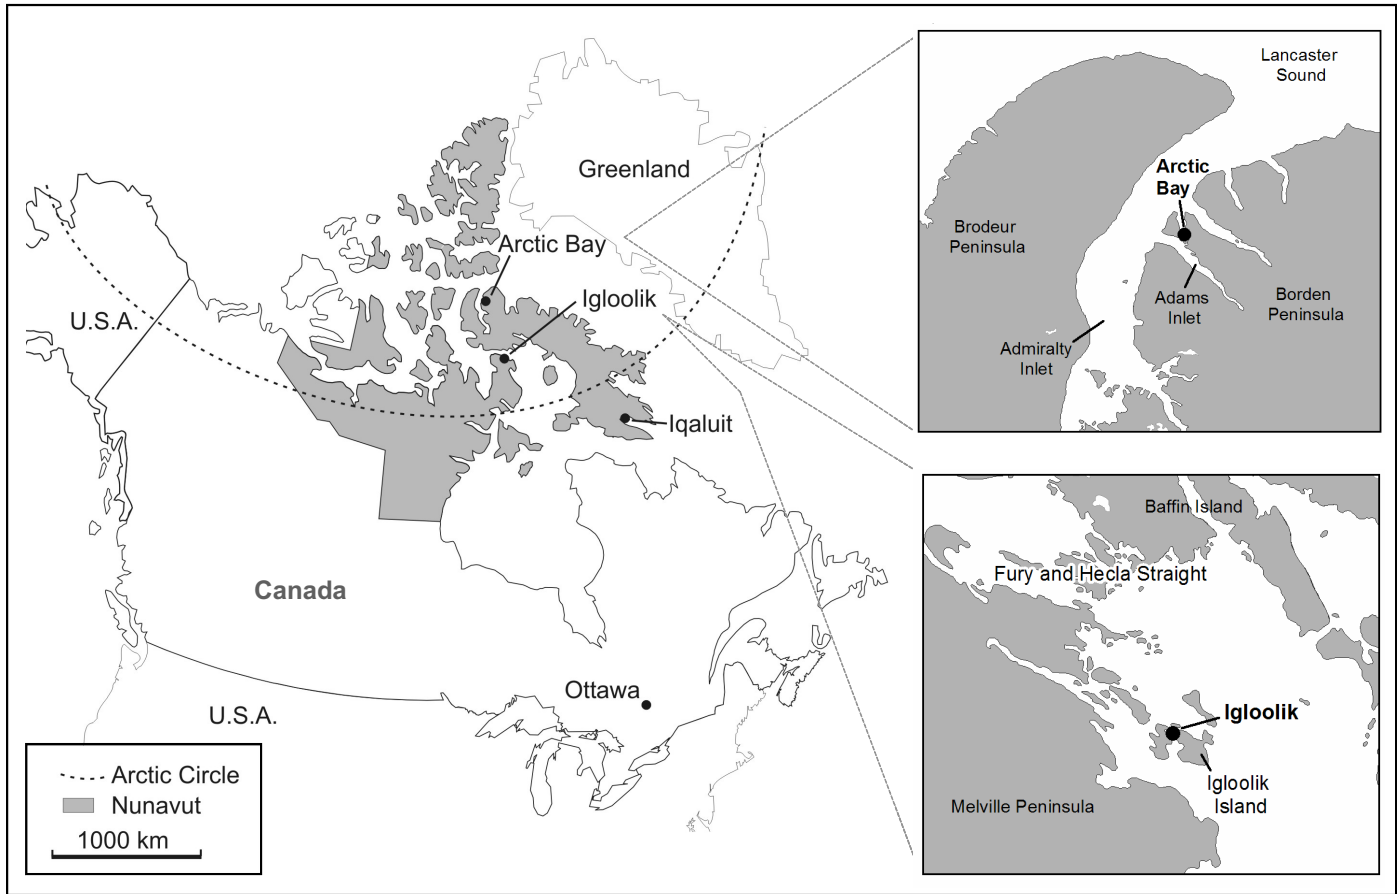 Greenland
Arctic Bay
Igloolik
U.S.A.
Iqaluit
Canada
Ottawa
U.S.A.
Arctic Circle
Nunavut
1000 km
Lancaster
Sound
Arctic
Bay
Brodeur
Peninsula
Adams
Inlet
Borden
Peninsula
Admiralty
Inlet
Baffin Island
Fury and Hecla Straight
Igloolik
Igloolik
Island
Melville Peninsula